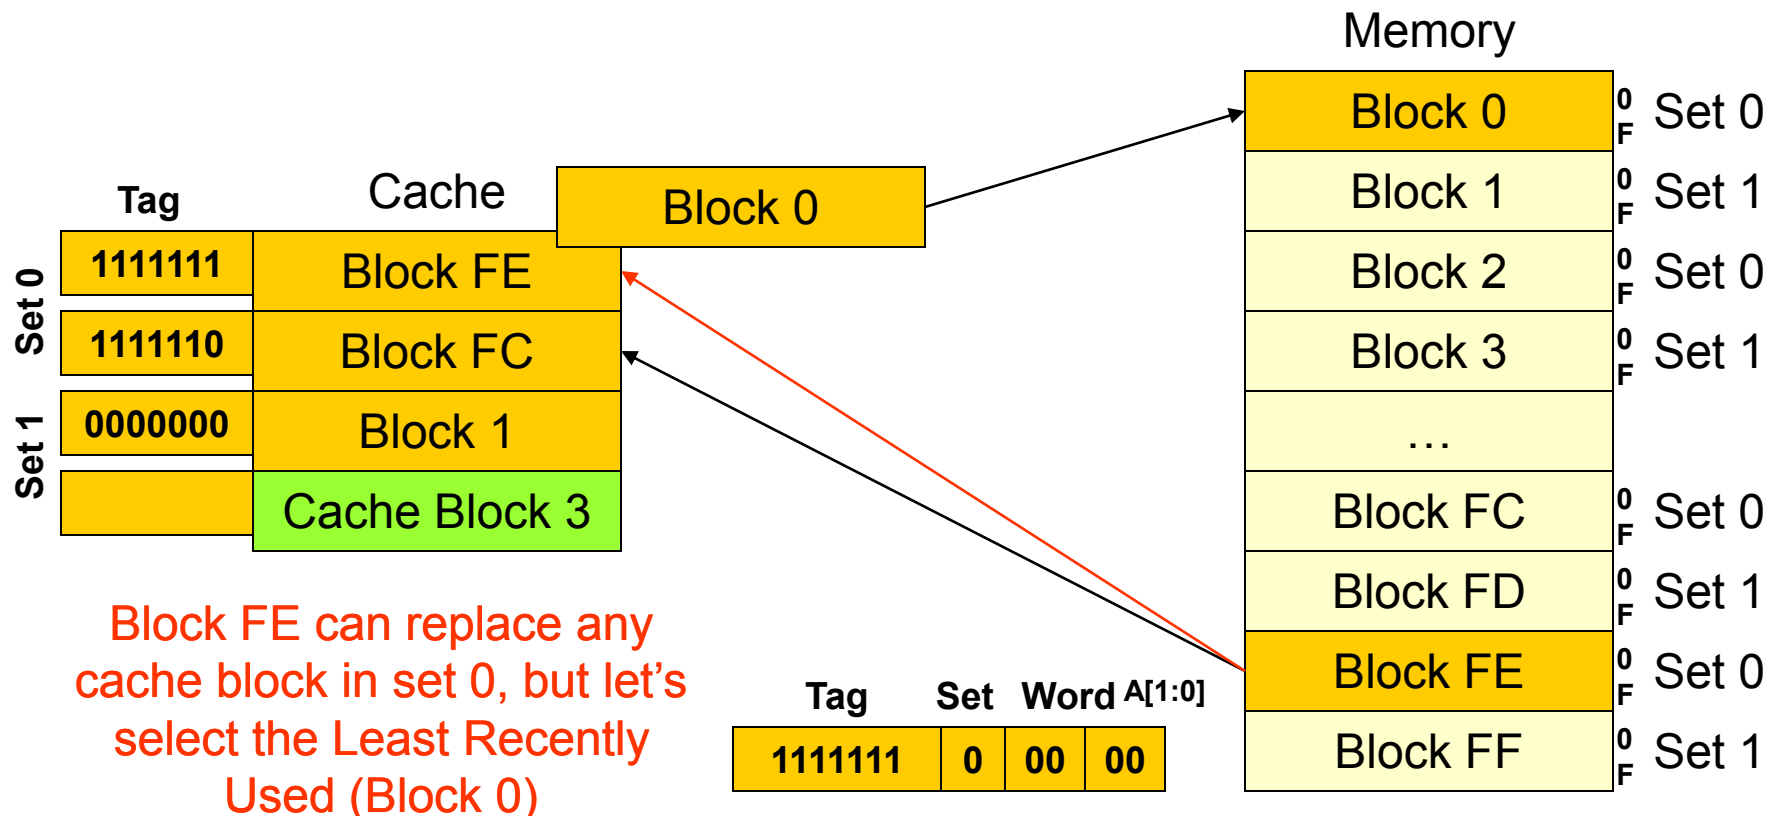 Memory
Block 0
0
F
Set 0
Block 1
0
F
Set 1
Block 2
0
F
Set 0
Block 3
0
F
Set 1
…
Block FC
0
F
Set 0
Block FD
0
F
Set 1
Block FE
0
F
Set 0
Block FF
0
F
Set 1
Tag
Cache
Block 0
Set 0
1111111
Block FE
1111110
Block FC
Set 1
0000000
Block 1
Cache Block 3
Block FE can replace any
cache block in set 0, but let’s
select the Least Recently
Used (Block 0)
Tag Set Word A[1:0]
1111111 0 00 00